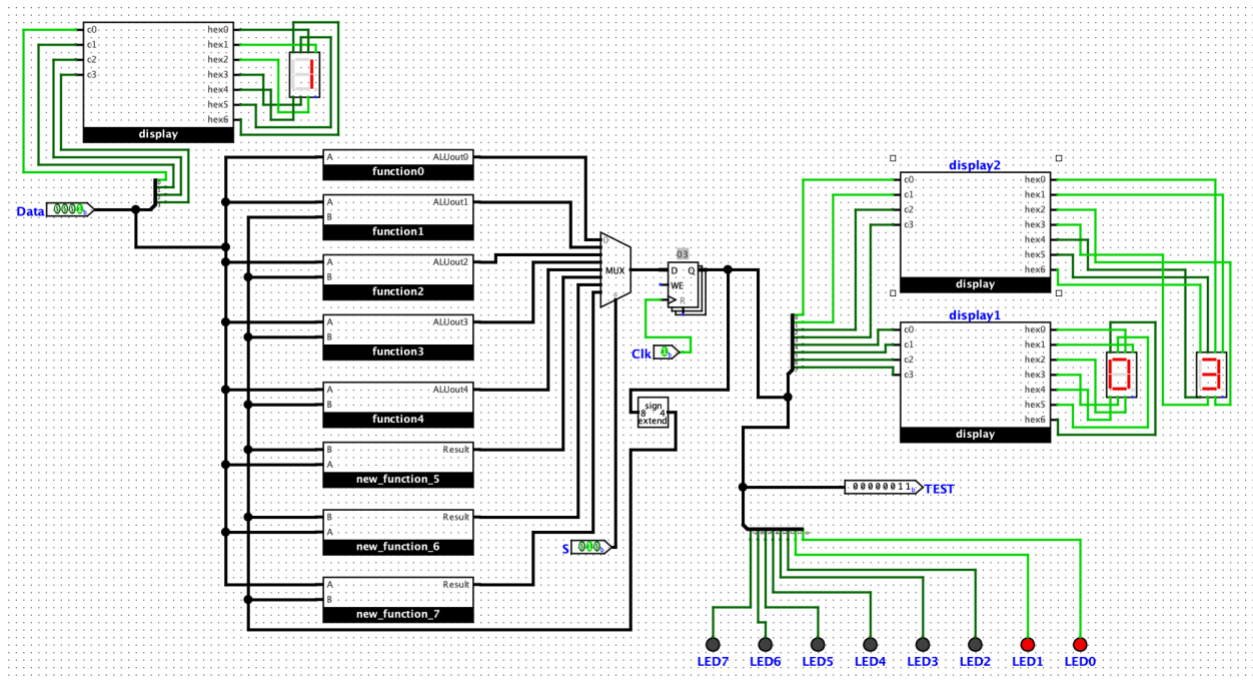 c0 hex0
c1 hex1
c2 hex2
c3 hex3
hex4
hex5
hex6
display
Data
A ALUout0
function0
A ALUout1
B
function1
A ALUout2
B
function2
A ALUout3
B
function3
A ALUout4
B
function4
B Result
A
new_function_5
B Result
A
new_function_6
A Result
B
new_function_7
MUX
S
03
D Q
WE
R
Clk
sign
8 4
extend
display2
c0 hex0
c1 hex1
c2 hex2
c3 hex3
hex4
hex5
hex6
display
display1
c0 hex0
c1 hex1
c2 hex2
c3 hex3
hex4
hex5
hex6
display
00000011 TEST
LED7 LED6 LED5 LED4 LED3 LED2 LED1 LED0